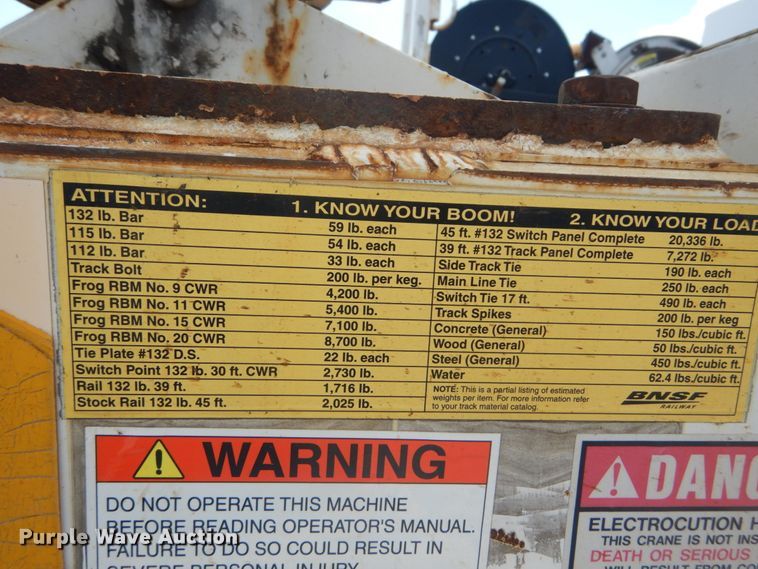 ATTENTION: 1. KNOW YOUR BOOM! 2. KNOW YOUR LOAD
132 lb. Bar 59 lb. each
115 lb. Bar 54 lb. each
112 lb. Bar 33 lb. each
Track Bolt 200 lb. per keg.
Frog RBM No. 9 CWR 4,200 lb.
Frog RBM No. 11 CWR 5,400 lb.
Frog RBM No. 15 CWR 7,100 lb.
Frog RBM No. 20 CWR 8,700 lb.
Tie Plate #132 D.S. 22 lb. each
Switch Point 132 lb. 30 ft. CWR 2,730 lb.
Rail 132 lb. 39 ft. 1,716 lb.
Stock Rail 132 lb. 45 ft. 2,025 lb.
45 ft. #132 Switch Panel Complete 20,336 lb.
39 ft. #132 Track Panel Complete 7,272 lb.
Side Track Tie 190 lb. each
Main Line Tie 250 lb. each
Switch Tie 17 ft. 490 lb. each
Track Spikes 200 lb. per keg
Concrete (General) 150 lbs./cubic ft.
Wood (General) 50 lbs./cubic ft.
Steel (General) 450 lbs./cubic ft.
Water 62.4 lbs./cubic ft.
NOTE: This is a partial listing of estimated
weights per item. For more information refer
to your track material catalog.
BNSF
RAILWAY
WARNING
DO NOT OPERATE THIS MACHINE
BEFORE READING OPERATOR'S MANUAL.
FAILURE TO DO SO COULD RESULT IN
SEVERE PERSONAL INJURY.
DANG
ELECTROCUTION H
THIS CRANE IS NOT INS
DEATH OR SERIOUS
WILL RESULT FROM CO
Purple Wave Auction